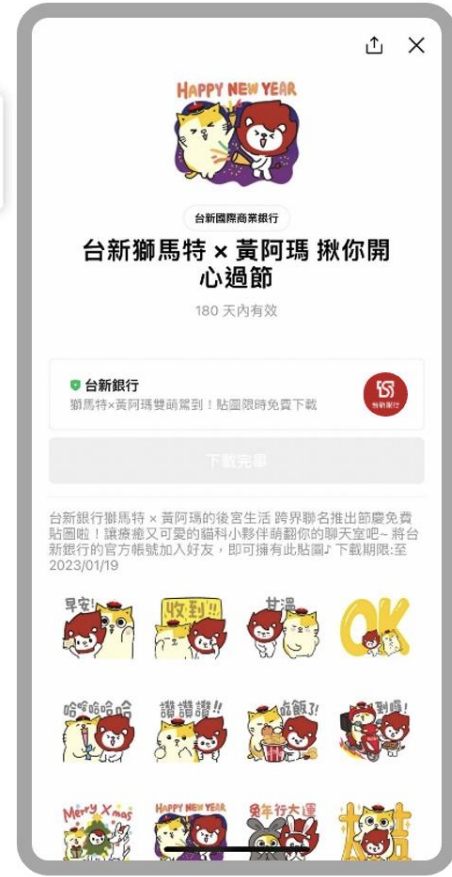 HAPPY NEW YEAR
台新國際商業銀行
台新獅馬特 × 黃阿瑪 揪你開
心過節
180 天內有效
台新銀行
獅馬特×黃阿瑪雙萌駕到！貼圖限時免費下載
台新銀行
下載完畢
台新銀行獅馬特 × 黃阿瑪的後宮生活 跨界聯名推出節慶免費
貼圖啦！讓療癒又可愛的貓科小夥伴萌翻你的聊天室吧~ 將台
新銀行的官方帳號加入好友，即可擁有此貼圖♪ 下載期限:至
2023/01/19
早安!
收到!!
甘溫
OK
哈哈哈哈哈
讚讚讚!!
吃飯了!
到囉!
Merry Xmas
HAPPY NEW YEAR
兔年行大運
大吉